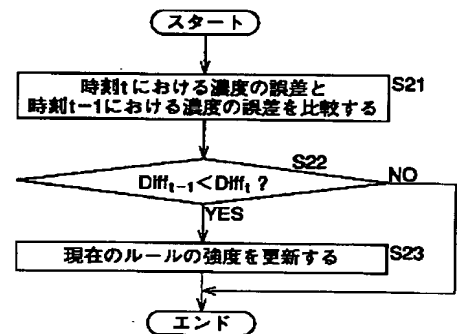 スタート
時刻tにおける濃度の誤差と
時刻t−1における濃度の誤差を比較する
S21
S22
Diff_{t−1}<Diff_t ?
NO
YES
現在のルールの強度を更新する
S23
エンド